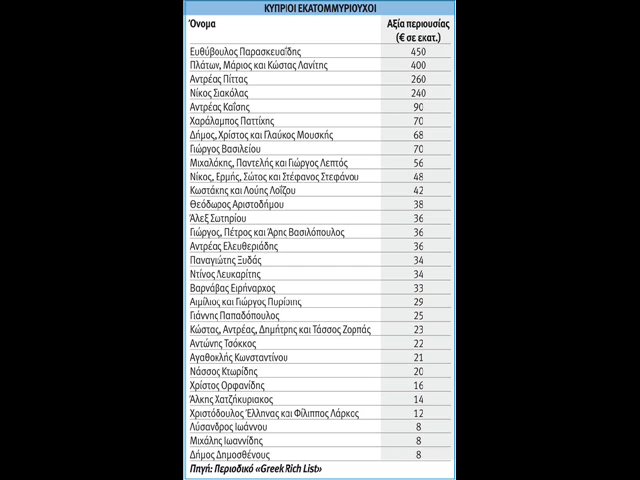 ΚΥΠΡΙΟΙ ΕΚΑΤΟΜΜΥΡΙΟΥΧΟΙ
Όνομα Αξία περιουσίας
(€ σε εκατ.)
Ευθύβουλος Παρασκευαΐδης 450
Πλάτων, Μάριος και Κώστας Λανίτης 400
Αντρέας Πίττας 260
Νίκος Σιακόλας 240
Αντρέας Καΐσης 90
Χαράλαμπος Παττίχης 70
Δήμος, Χρίστος και Γλαύκος Μουσκής 68
Γιώργος Βασιλείου 70
Μιχαλάκης, Παντελής και Γιώργος Λεπτός 56
Νίκος, Ερμής, Σώτος και Στέφανος Στεφάνου 48
Κωστάκης και Λούης Λοΐζου 42
Θεόδωρος Αριστοδήμου 38
Άλεξ Σωτηρίου 36
Γιώργος, Πέτρος και Άρης Βασιλόπουλος 36
Αντρέας Ελευθεριάδης 36
Παναγιώτης Ξυδάς 34
Ντίνος Λευκαρίτης 34
Βαρνάβας Ειρήναρχος 33
Αιμίλιος και Γιώργος Πυρίσιης 29
Γιάννης Παπαδόπουλος 25
Κώστας, Αντρέας, Δημήτρης και Τάσσος Ζορπάς 23
Αντώνης Τσόκκος 22
Αγαθοκλής Κωνσταντίνου 21
Νάσσος Κτωρίδης 20
Χρίστος Ορφανίδης 16
Άλκης Χατζήκυριακος 14
Χριστόδουλος Έλληνας και Φίλιππος Λάρκος 12
Λύσανδρος Ιωάννου 8
Μιχάλης Ιωαννίδης 8
Δήμος Δημοσθένους 8
Πηγή: Περιοδικό «Greek Rich List»